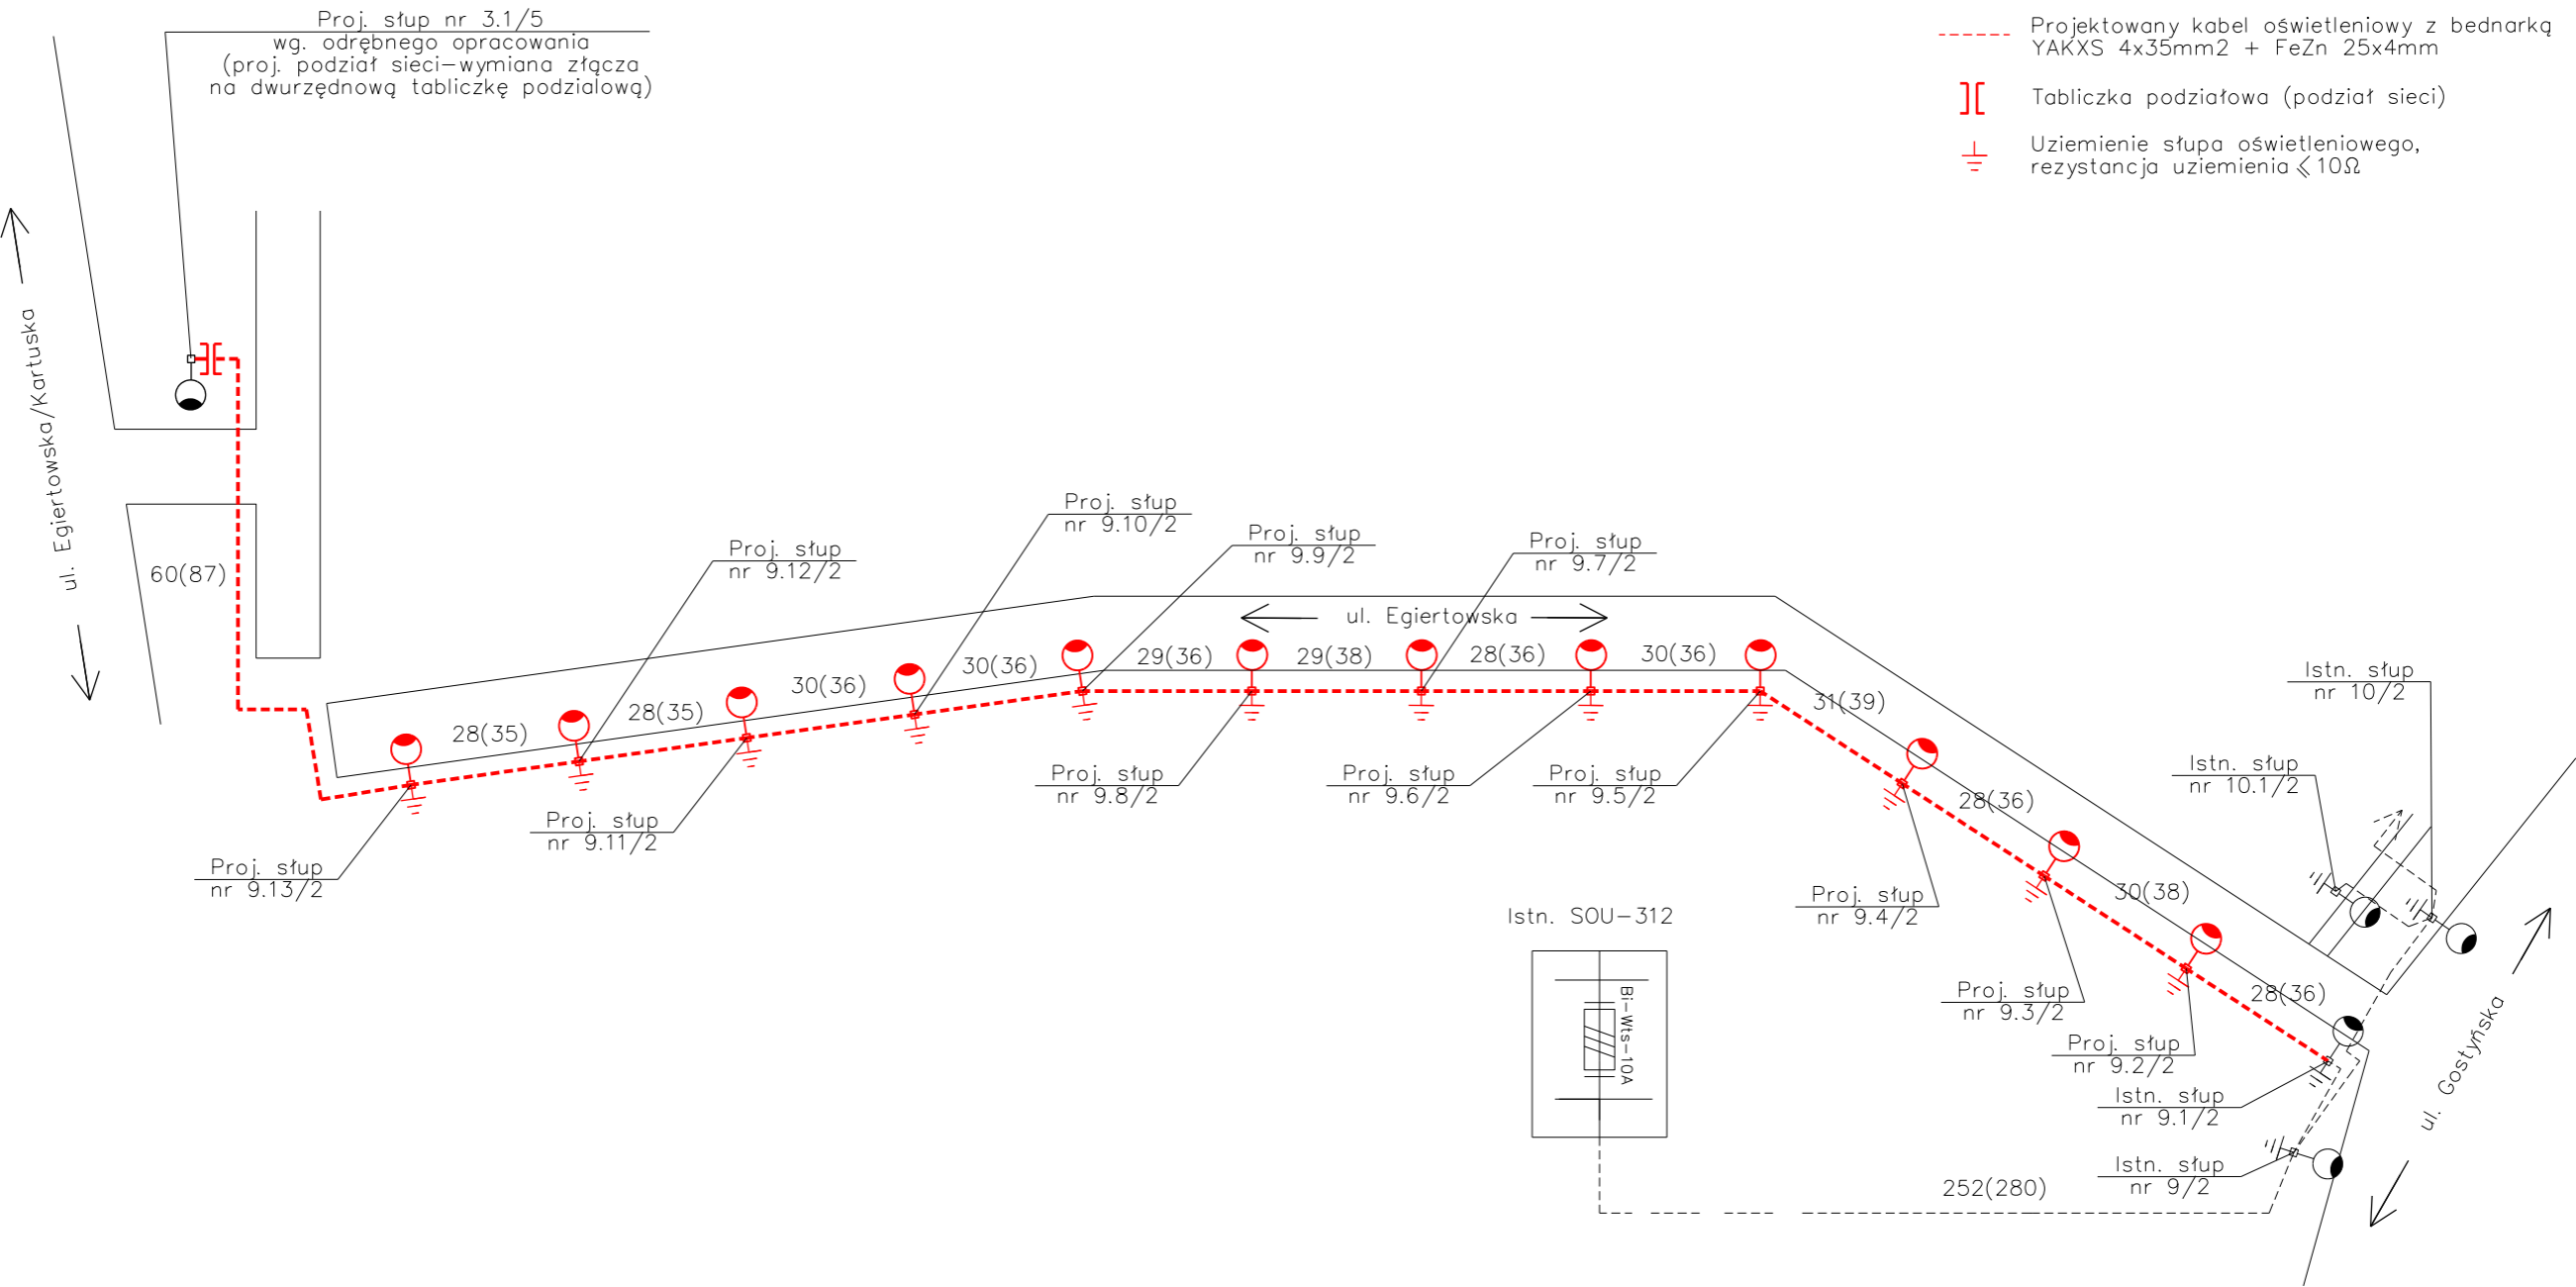 Proj. słup nr 3.1/5
wg. odrębnego opracowania
(proj. podział sieci-wymiana złącza
na dwurzędnową tabliczkę podzialową)
Projektowany kabel oświetleniowy z bednarką
YAKXS 4x35mm2 + FeZn 25x4mm
Tabliczka podziałowa (podział sieci)
Uziemienie słupa oświetleniowego,
rezystancja uziemienia ⩽10Ω
ul. Egiertowska/Kartuska
60(87)
Proj. słup
nr 9.13/2
28(35)
Proj. słup
nr 9.12/2
28(35)
Proj. słup
nr 9.11/2
30(36)
Proj. słup
nr 9.10/2
30(36)
Proj. słup
nr 9.9/2
29(36)
Proj. słup
nr 9.8/2
29(38)
Proj. słup
nr 9.7/2
ul. Egiertowska
28(36)
Proj. słup
nr 9.6/2
30(36)
Proj. słup
nr 9.5/2
31(39)
Proj. słup
nr 9.4/2
28(36)
Proj. słup
nr 9.3/2
30(38)
Proj. słup
nr 9.2/2
28(36)
Istn. słup
nr 10/2
Istn. słup
nr 10.1/2
Istn. słup
nr 9.1/2
Istn. słup
nr 9/2
ul. Gostyńska
Istn. SOU-312
Bi-Wts-10A
252(280)